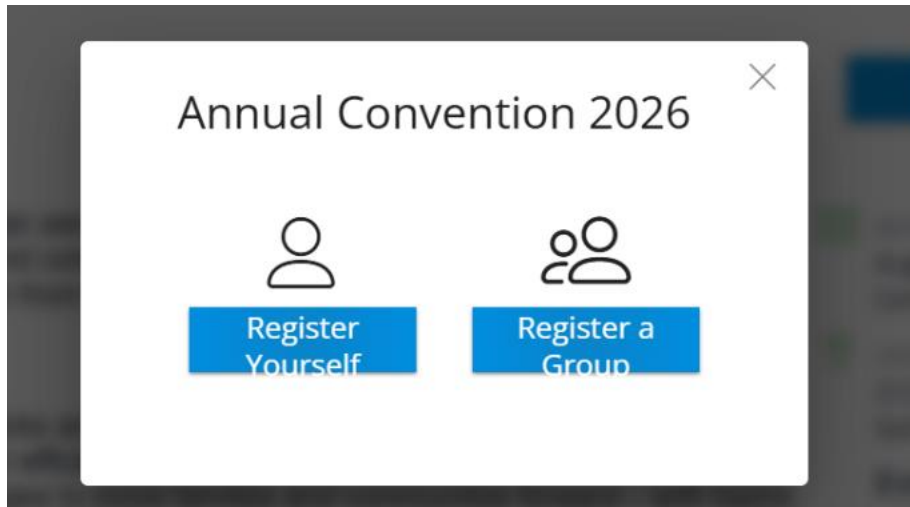 Annual Convention 2026
Register
Yourself
Register a
Group